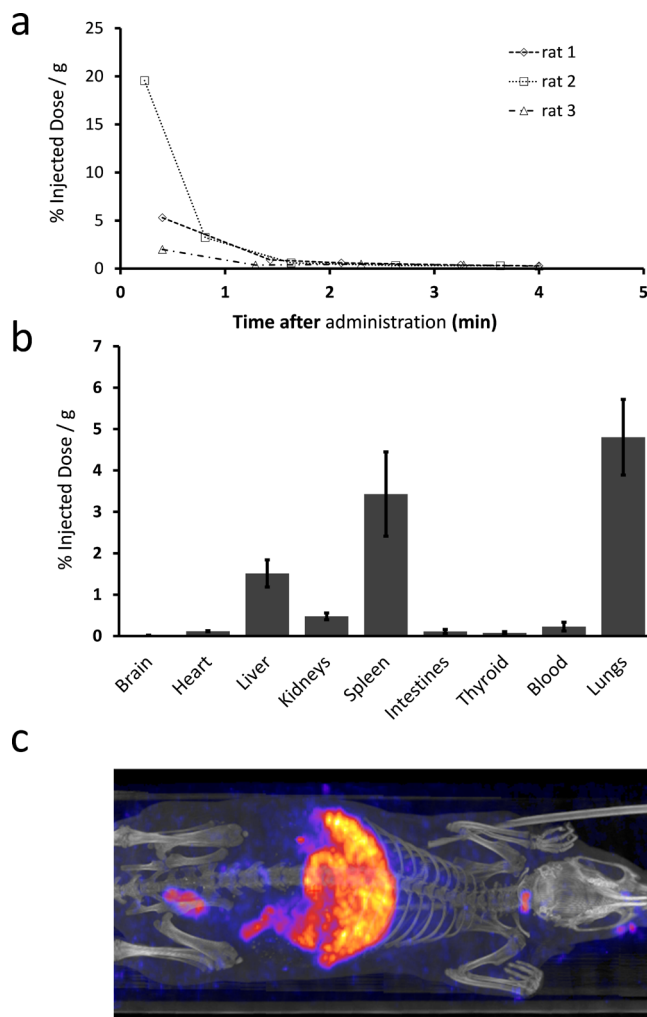 a
25
20
15
10
5
0
% Injected Dose / g
rat 1
rat 2
rat 3
0 1 2 3 4 5
Time after administration (min)
b
7
6
5
4
3
2
1
0
% Injected Dose / g
Brain
Heart
Liver
Kidneys
Spleen
Intestines
Thyroid
Blood
Lungs
c